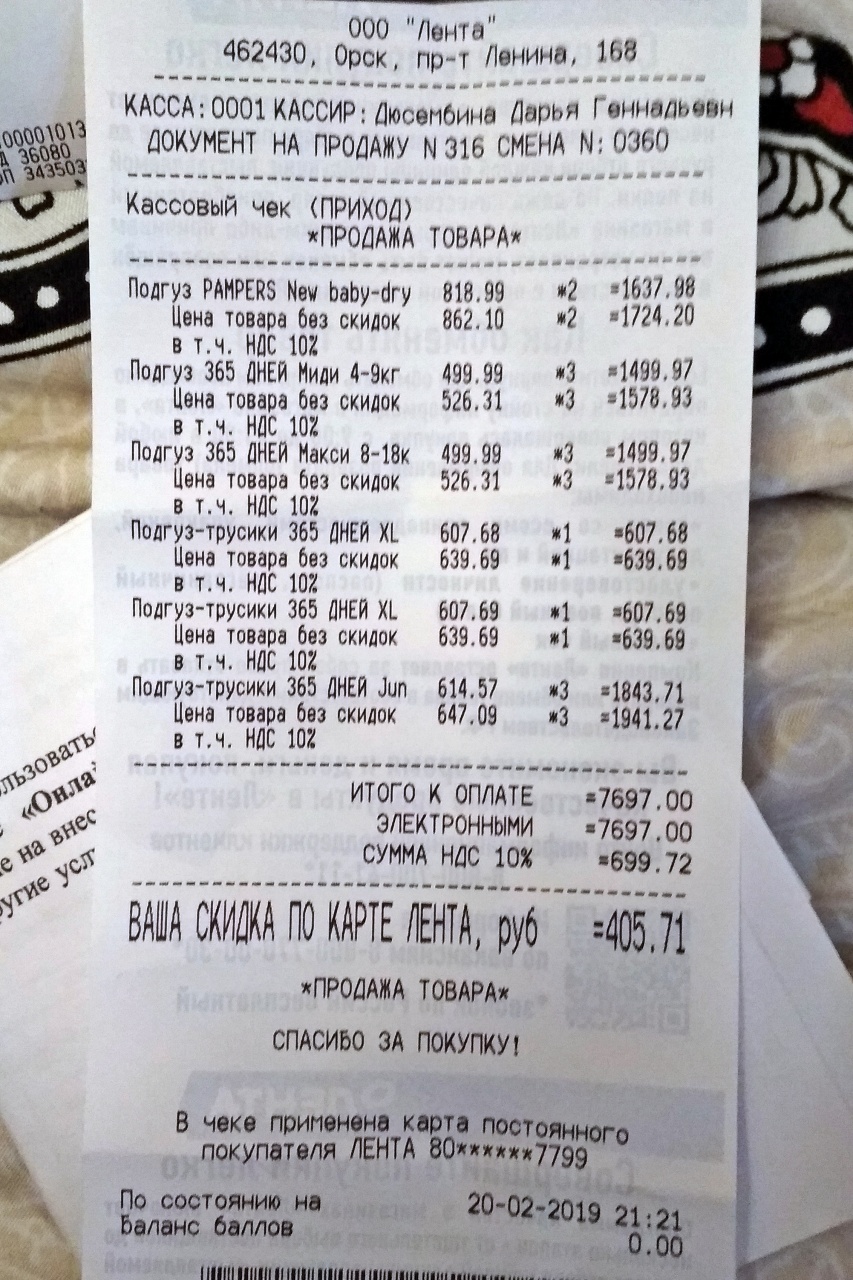 ООО "Лента"
462430, Орск, пр-т Ленина, 168
КАССА:0001 КАССИР: Дюсембина Дарья Геннадьевн
ДОКУМЕНТ НА ПРОДАЖУ N 316 СМЕНА N: 0360
Кассовый чек (ПРИХОД)
*ПРОДАЖА ТОВАРА*
Подгуз PAMPERS New baby-dry 818.99 *2 =1637.98
Цена товара без скидок 862.10 *2 =1724.20
в т.ч. НДС 10%
Подгуз 365 ДНЕЙ Миди 4-9кг 499.99 *3 =1499.97
Цена товара без скидок 526.31 *3 =1578.93
в т.ч. НДС 10%
Подгуз 365 ДНЕЙ Макси 8-18к 499.99 *3 =1499.97
Цена товара без скидок 526.31 *3 =1578.93
в т.ч. НДС 10%
Подгуз-трусики 365 ДНЕЙ XL 607.68 *1 =607.68
Цена товара без скидок 639.69 *1 =639.69
в т.ч. НДС 10%
Подгуз-трусики 365 ДНЕЙ XL 607.69 *1 =607.69
Цена товара без скидок 639.69 *1 =639.69
в т.ч. НДС 10%
Подгуз-трусики 365 ДНЕЙ Jun 614.57 *3 =1843.71
Цена товара без скидок 647.09 *3 =1941.27
в т.ч. НДС 10%
ИТОГО К ОПЛАТЕ =7697.00
ЭЛЕКТРОННЫМИ =7697.00
СУММА НДС 10% =699.72
ВАША СКИДКА ПО КАРТЕ ЛЕНТА, руб =405.71
*ПРОДАЖА ТОВАРА*
СПАСИБО ЗА ПОКУПКУ!
В чеке применена карта постоянного
покупателя ЛЕНТА 80******7799
По состоянию на 20-02-2019 21:21
Баланс баллов 0.00
00001013
36080
343503
«Онла
е на внес
ругие усл